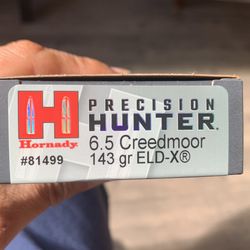 H
PRECISION
HUNTER
Hornady
6.5 Creedmoor
#81499
143 gr ELD-X®